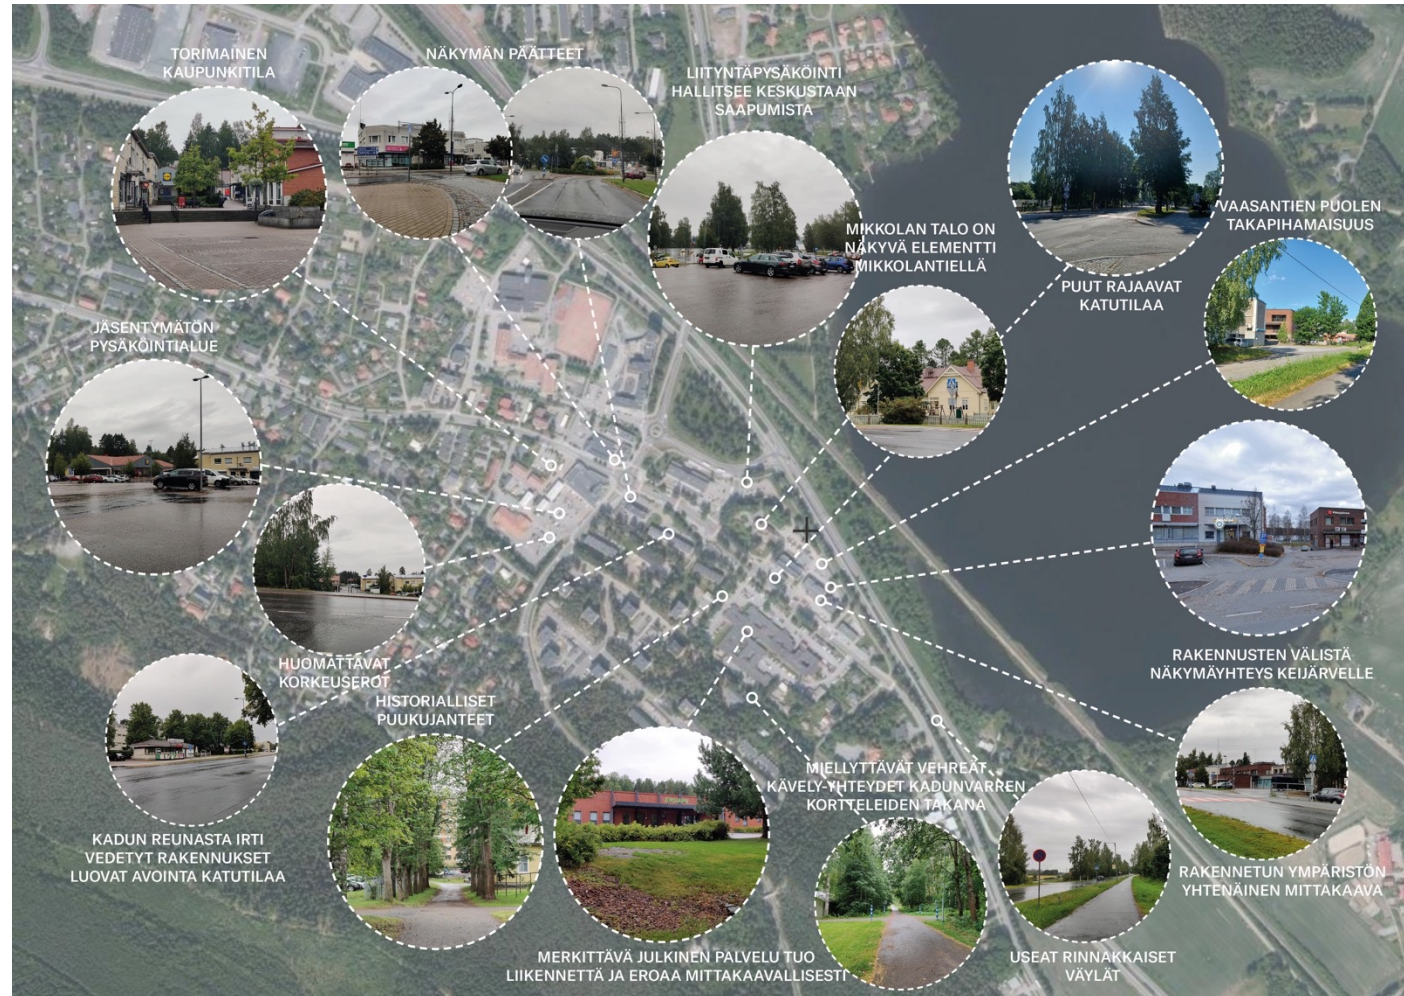 TORIMAINEN
KAUPUNKITILA
NÄKYMÄN PÄÄTTEET
LIITYNTÄPYSÄKÖINTI
HALLITSEE KESKUSTAAN
SAAPUMISTA
MIKKOLAN TALO ON
NÄKYVÄ ELEMENTTI
MIKKOLANTIELLÄ
PUUT RAJAAVAT
KATUTILAA
VAASANTIEN PUOLEN
TAKAPIHAMAISUUS
JÄSENTYMÄTÖN
PYSÄKÖINTIALUE
HUOMATTAVAT
KORKEUSEROT
RAKENNUSTEN VÄLISTÄ
NÄKYMÄYHTEYS KEIJÄRVELLE
HISTORIALLISET
PUUKUJANTEET
MIELLYTTÄVÄT VEHREÄT
KÄVELY-YHTEYDET KADUNVARREN
KORTTELEIDEN TAKANA
KADUN REUNASTA IRTI
VEDETYT RAKENNUKSET
LUOVAT AVOINTA KATUTILAA
RAKENNETUN YMPÄRISTÖN
YHTENÄINEN MITTAKAAVA
MERKITTÄVÄ JULKINEN PALVELU TUO
LIIKENNETTÄ JA EROAA MITTAKAAVALLISESTI
USEAT RINNAKKAISET
VÄYLÄT